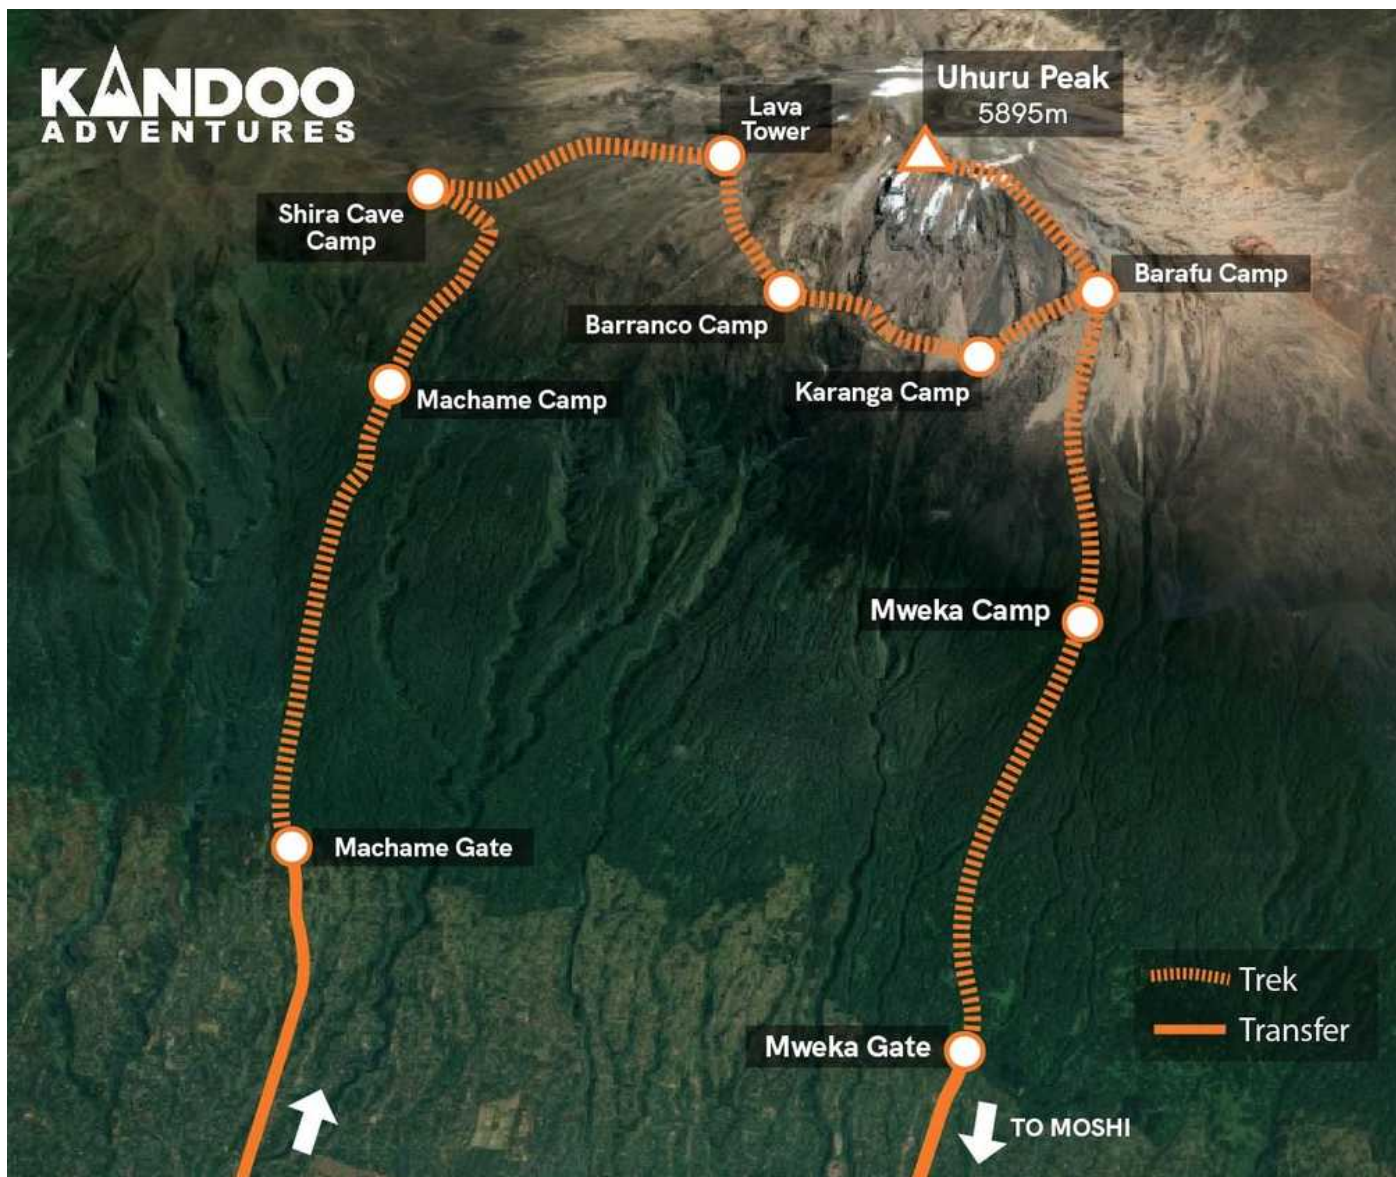 KANDOO
ADVENTURES
Uhuru Peak
5895m
Lava
Tower
Shira Cave
Camp
Barafu Camp
Barranco Camp
Karanga Camp
Machame Camp
Mweka Camp
Machame Gate
Trek
Transfer
Mweka Gate
TO MOSHI